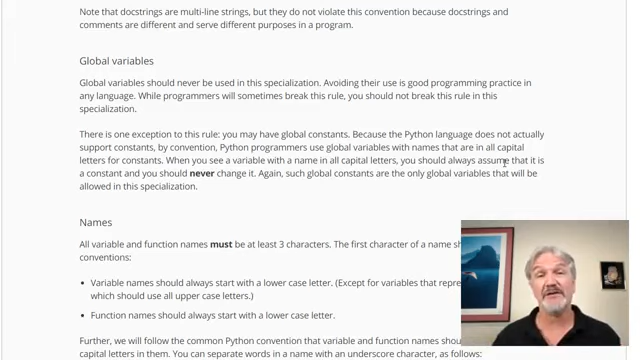 Note that docstrings are multi-line strings, but they do not violate this convention because docstrings and
comments are different and serve different purposes in a program.
Global variables
Global variables should never be used in this specialization. Avoiding their use is good programming practice in
any language. While programmers will sometimes break this rule, you should not break this rule in this
specialization.
There is one exception to this rule: you may have global constants. Because the Python language does not actually
support constants, by convention, Python programmers use global variables with names that are in all capital
letters for constants. When you see a variable with a name in all capital letters, you should always assume that it is
a constant and you should never change it. Again, such global constants are the only global variables that will be
allowed in this specialization.
Names
All variable and function names must be at least 3 characters. The first character of a name
conventions:
• Variable names should always start with a lower case letter. (Except for variables that
which should use all upper case letters.)
• Function names should always start with a lower case letter.
Further, we will follow the common Python convention that variable and function names
capital letters in them. You can separate words in a name with an underscore character, as follows: